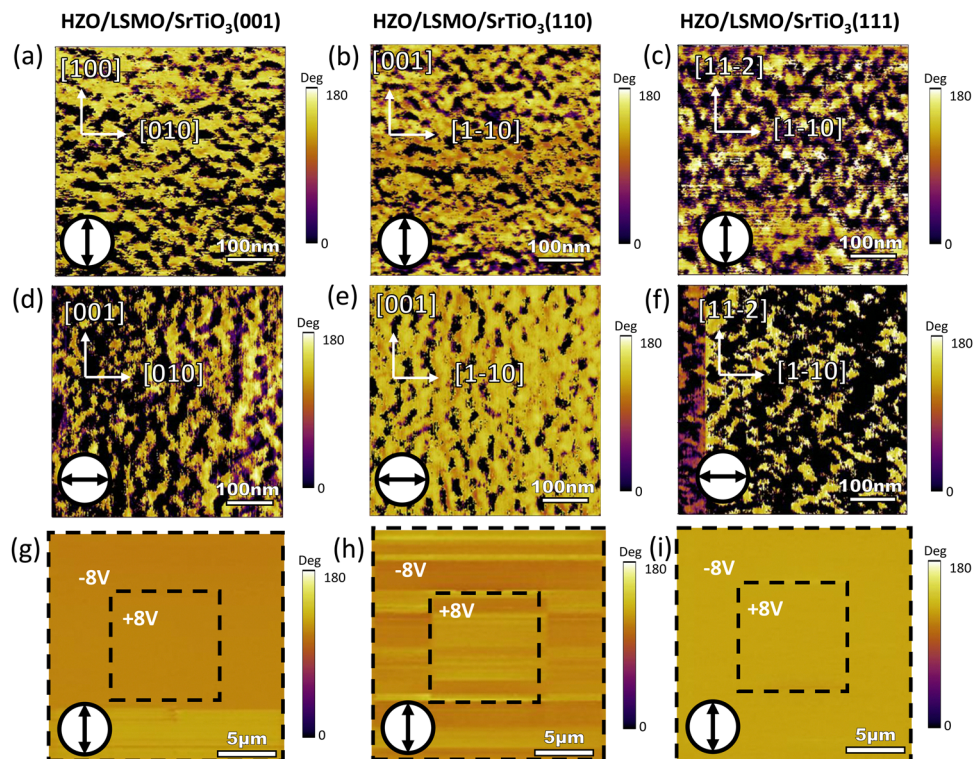 HZO/LSMO/SrTiO₃(001) HZO/LSMO/SrTiO₃(110) HZO/LSMO/SrTiO₃(111)
(a) [100] [010] 100nm Deg 180 0
(b) [001] [1-10] 100nm Deg 180 0
(c) [11-2] [1-10] 100nm Deg 180 0
(d) [001] [010] 100nm Deg 180 0
(e) [001] [1-10] 100nm Deg 180 0
(f) [11-2] [1-10] 100nm Deg 180 0
(g) -8V +8V 5μm Deg 180 0
(h) -8V +8V 5μm Deg 180 0
(i) -8V +8V 5μm Deg 180 0